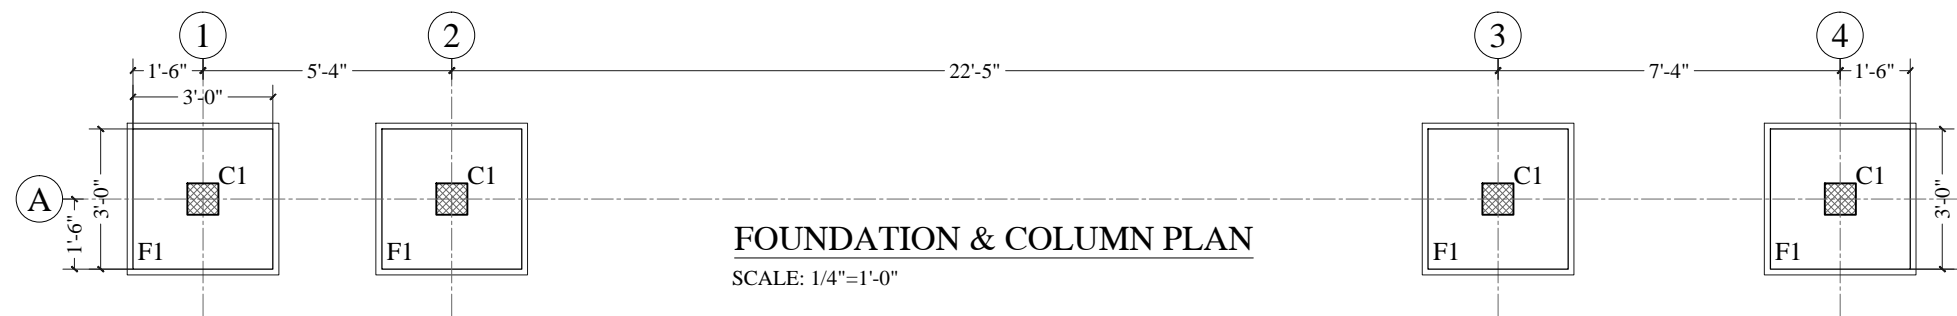 1 2 3 4
1'-6" 5'-4" 22'-5" 7'-4" 1'-6"
3'-0"
C1 C1 C1 C1
A
3'-0" 3'-0"
1'-6"
FOUNDATION & COLUMN PLAN
F1 F1 F1 F1
SCALE: 1/4"=1'-0"